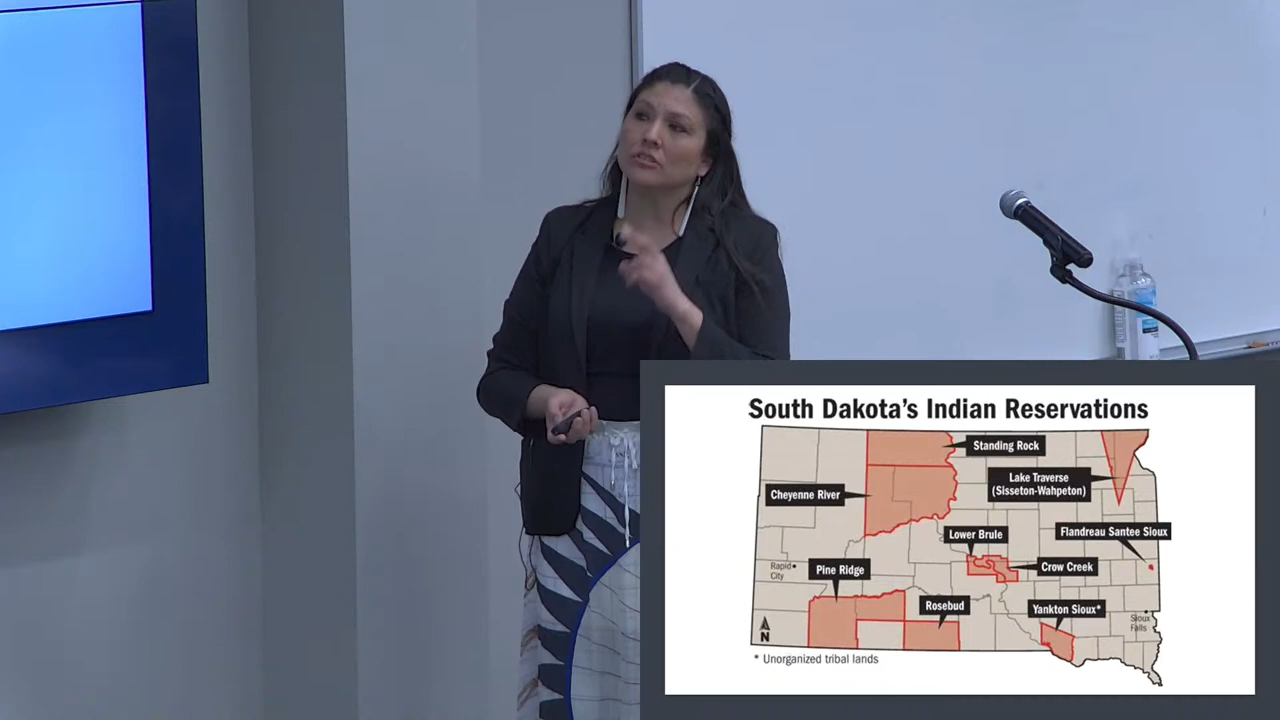 South Dakota's Indian Reservations
Standing Rock
Lake Traverse
(Sisseton-Wahpeton)
Cheyenne River
Lower Brule
Flandreau Santee Sioux
Rapid
City
Pine Ridge
Crow Creek
Rosebud
Yankton Sioux*
Sioux
Falls
N
* Unorganized tribal lands